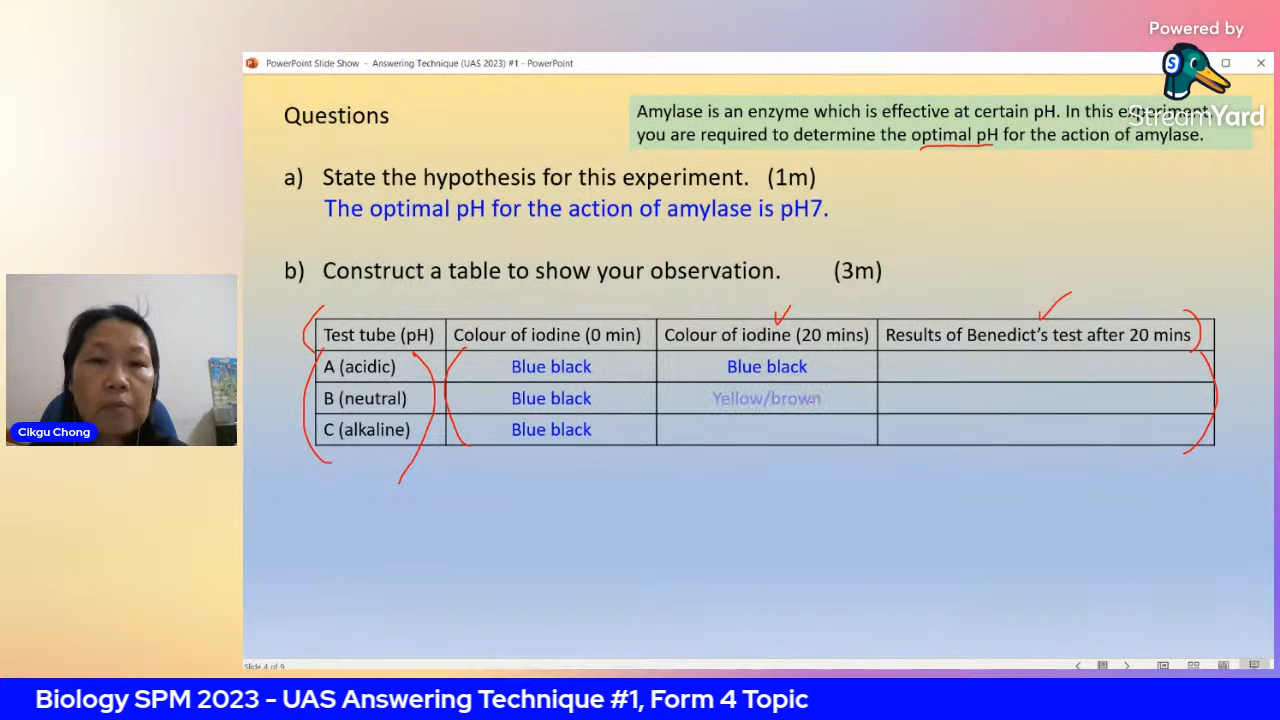 Powered by
StreamYard
PowerPoint Slide Show - Answering Technique (UAS 2023) #1 - PowerPoint
Questions
Amylase is an enzyme which is effective at certain pH. In this experiment,
you are required to determine the optimal pH for the action of amylase.
a) State the hypothesis for this experiment. (1m)
The optimal pH for the action of amylase is pH7.
b) Construct a table to show your observation. (3m)
Test tube (pH) Colour of iodine (0 min) Colour of iodine (20 mins) Results of Benedict's test after 20 mins
A (acidic) Blue black Blue black
B (neutral) Blue black Yellow/brown
C (alkaline) Blue black
Cikgu Chong
Slide 4 of 9
Biology SPM 2023 - UAS Answering Technique #1, Form 4 Topic